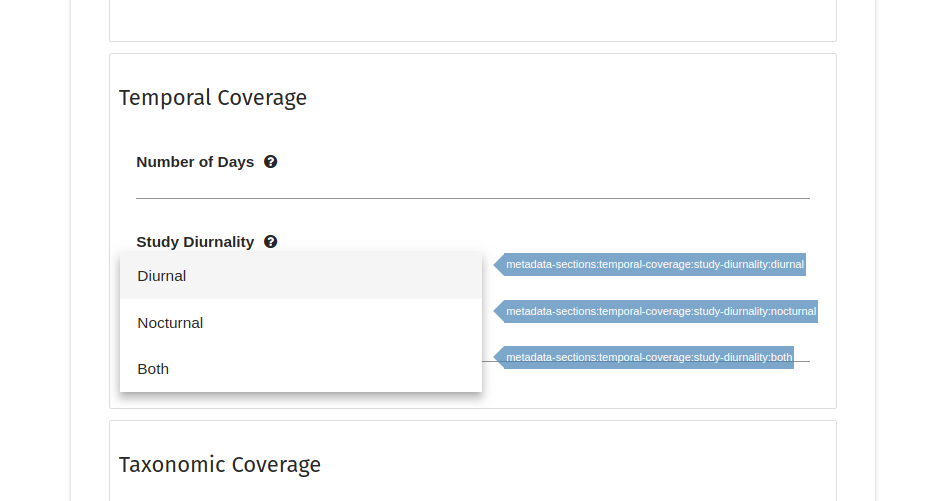 Temporal Coverage
Number of Days
Study Diurnality
Diurnal
metadata-sections:temporal-coverage:study-diurnality:diurnal
Nocturnal
metadata-sections:temporal-coverage:study-diurnality:nocturnal
Both
metadata-sections:temporal-coverage:study-diurnality:both
Taxonomic Coverage